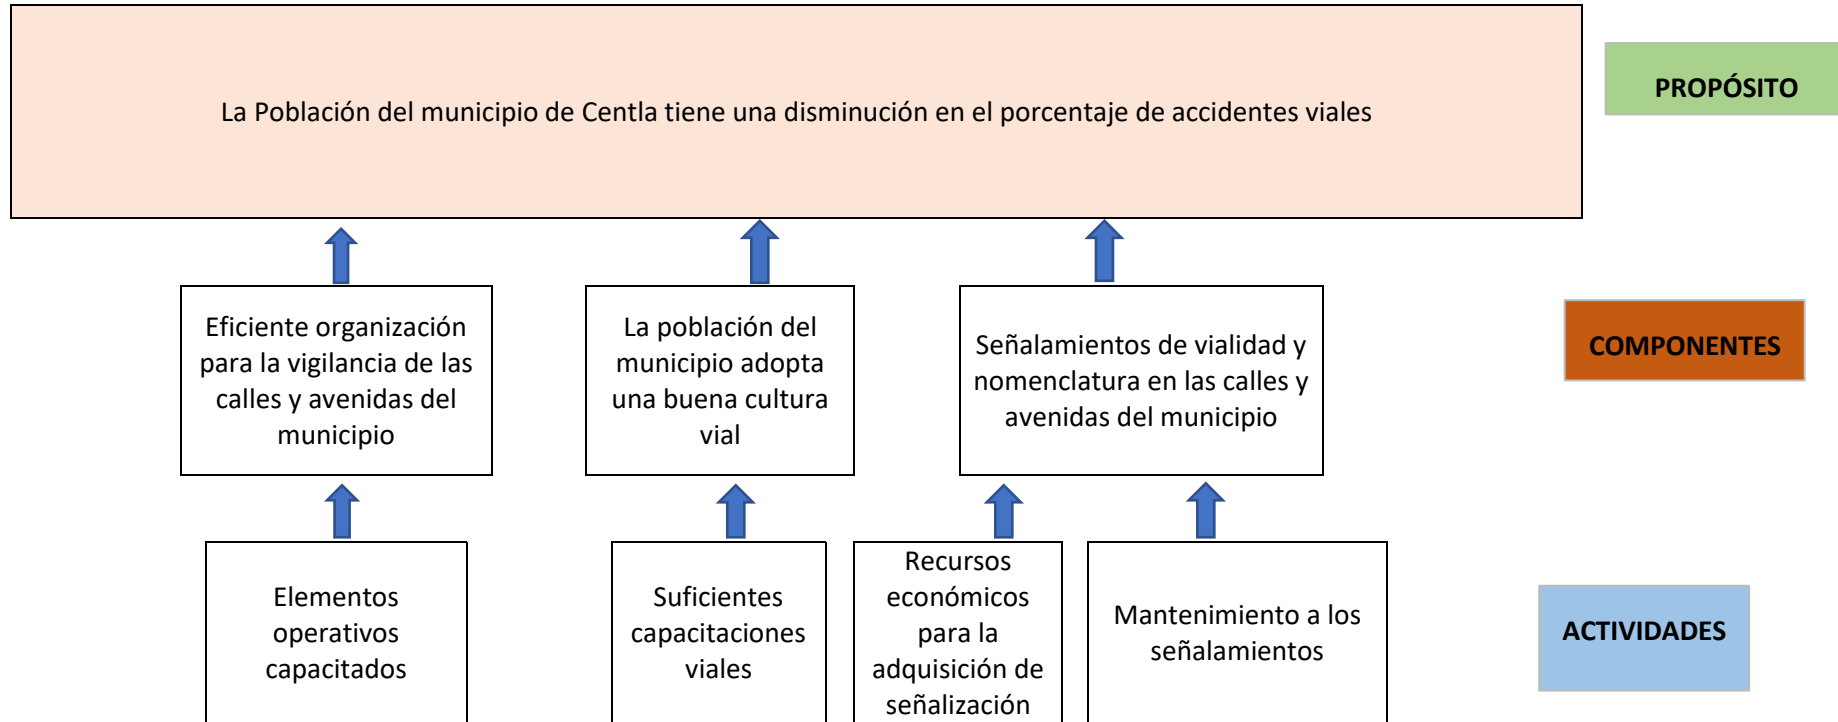 La Población del municipio de Centla tiene una disminución en el porcentaje de accidentes viales
PROPÓSITO
Eficiente organización
para la vigilancia de las
calles y avenidas del
municipio
La población del
municipio adopta
una buena cultura
vial
Señalamientos de vialidad y
nomenclatura en las calles y
avenidas del municipio
COMPONENTES
Elementos
operativos
capacitados
Suficientes
capacitaciones
viales
Recursos
económicos
para la
adquisición de
señalización
Mantenimiento a los
señalamientos
ACTIVIDADES